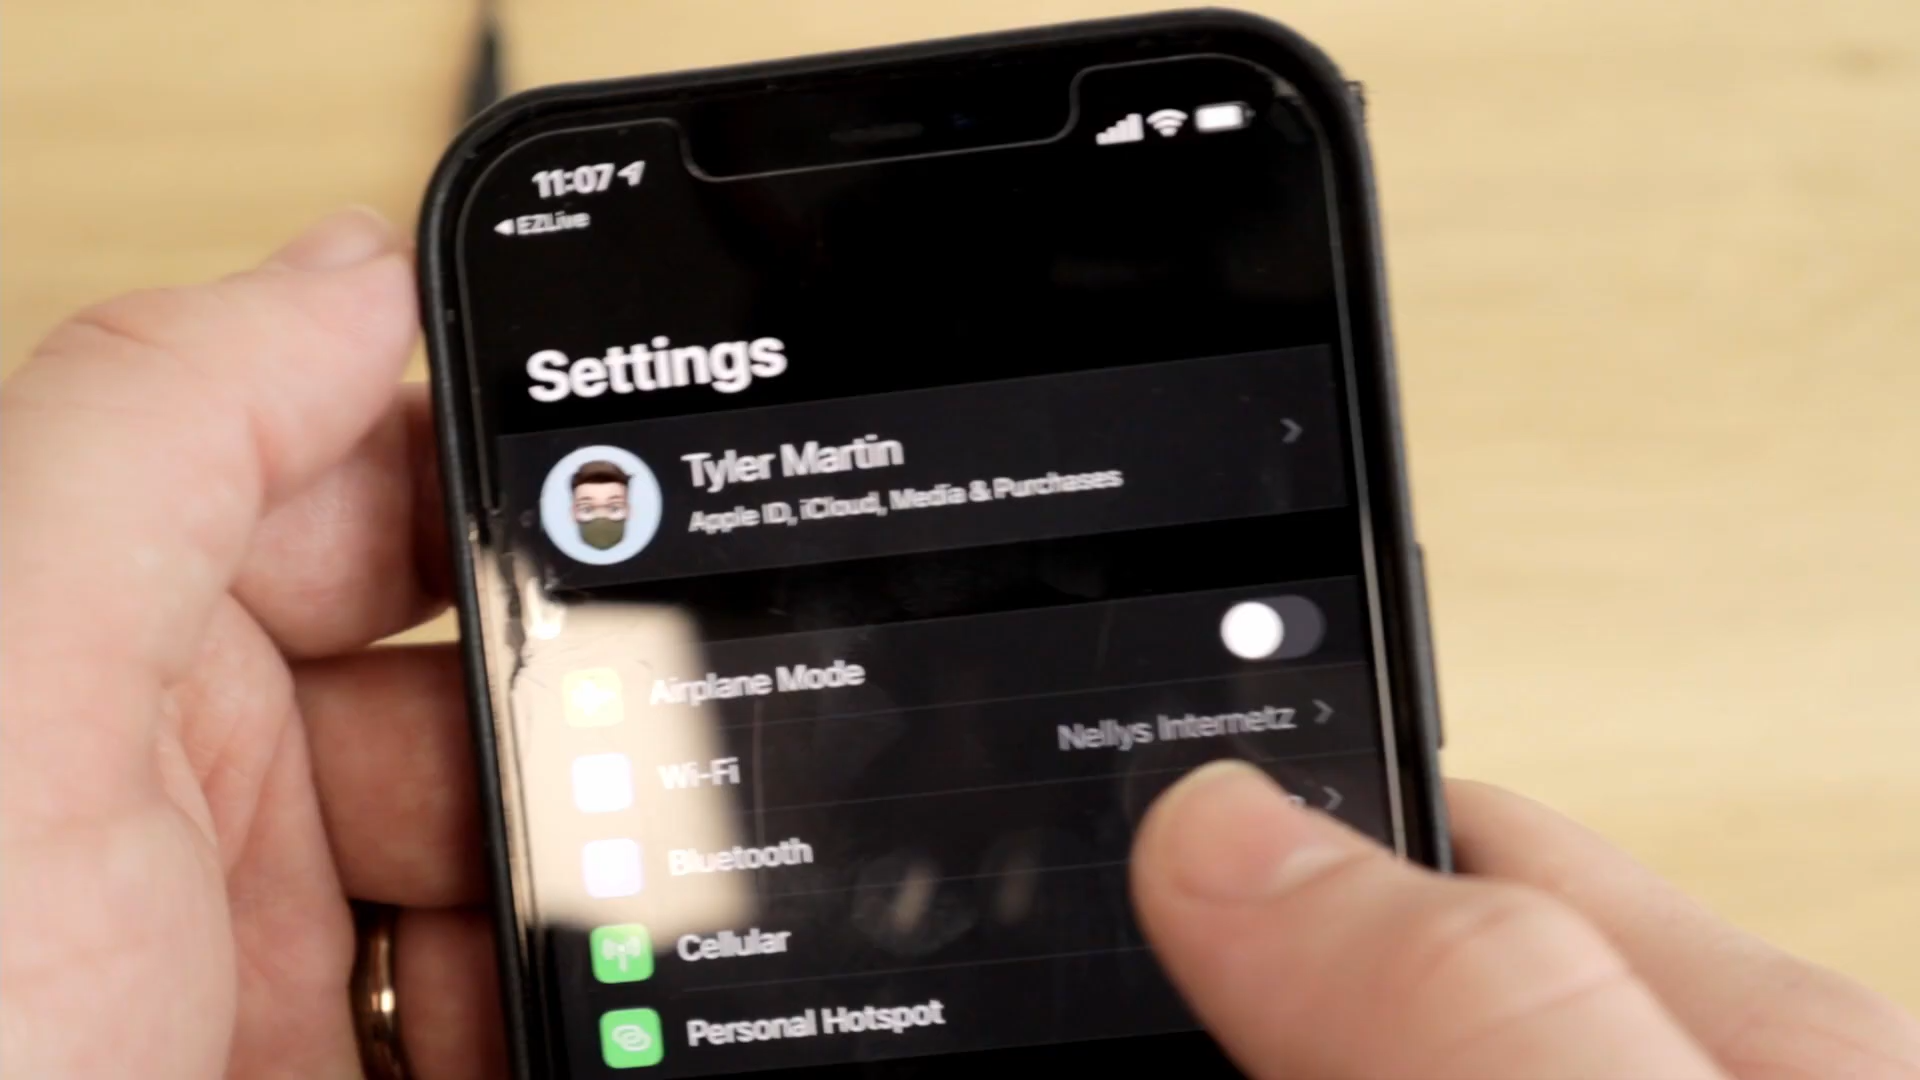 11:07
EZLive
Settings
Tyler Martin
Apple ID, iCloud, Media & Purchases
Airplane Mode
Wi-Fi
Nellys Internetz
Bluetooth
Cellular
Personal Hotspot